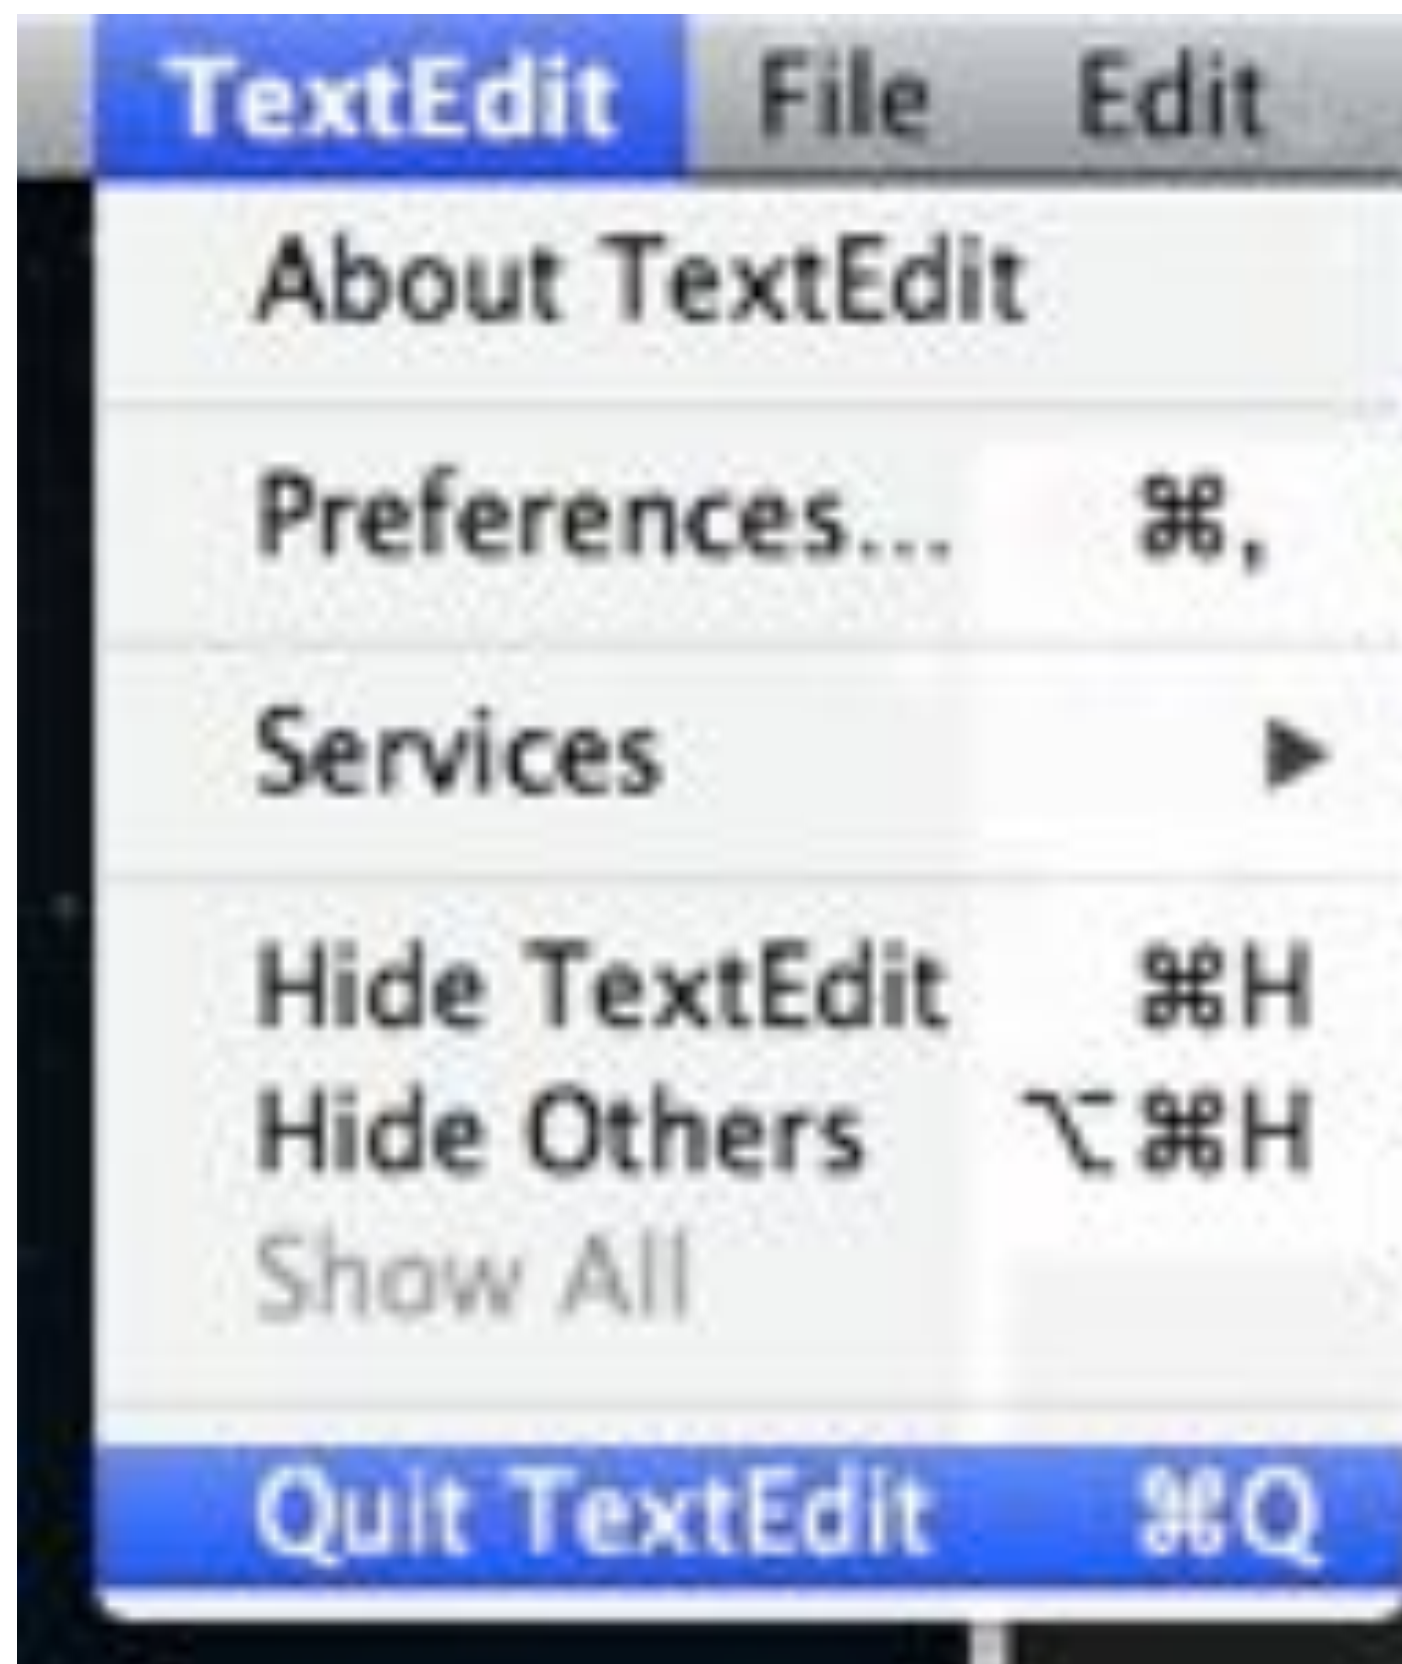 TextEdit File Edit
About TextEdit
Preferences... ⌘,
Services ▶
Hide TextEdit ⌘H
Hide Others ⌥⌘H
Show All
Quit TextEdit ⌘Q